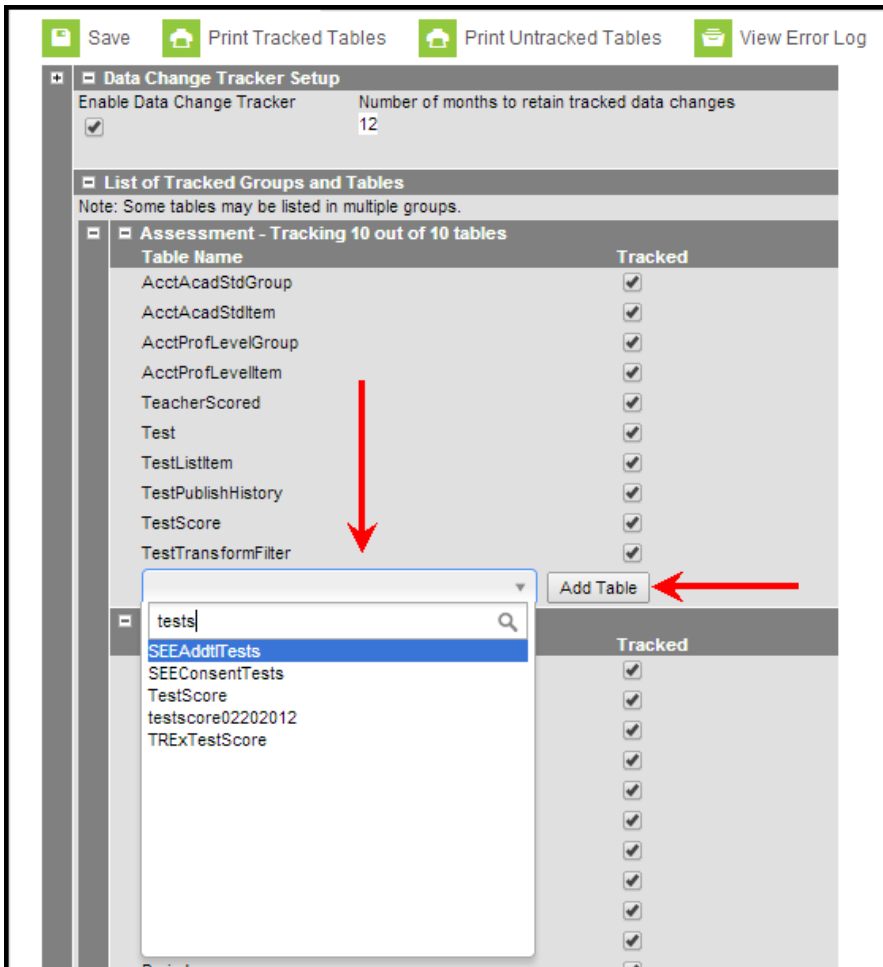 Save Print Tracked Tables Print Untracked Tables View Error Log
Data Change Tracker Setup
Enable Data Change Tracker Number of months to retain tracked data changes
12
List of Tracked Groups and Tables
Note: Some tables may be listed in multiple groups.
Assessment - Tracking 10 out of 10 tables
Table Name Tracked
AcctAcadStdGroup
AcctAcadStdItem
AcctProfLevelGroup
AcctProfLevelItem
TeacherScored
Test
TestListItem
TestPublishHistory
TestScore
TestTransformFilter
Add Table
tests
Tracked
SEEAddtlTests
SEEConsentTests
TestScore
testscore02202012
TRExTestScore